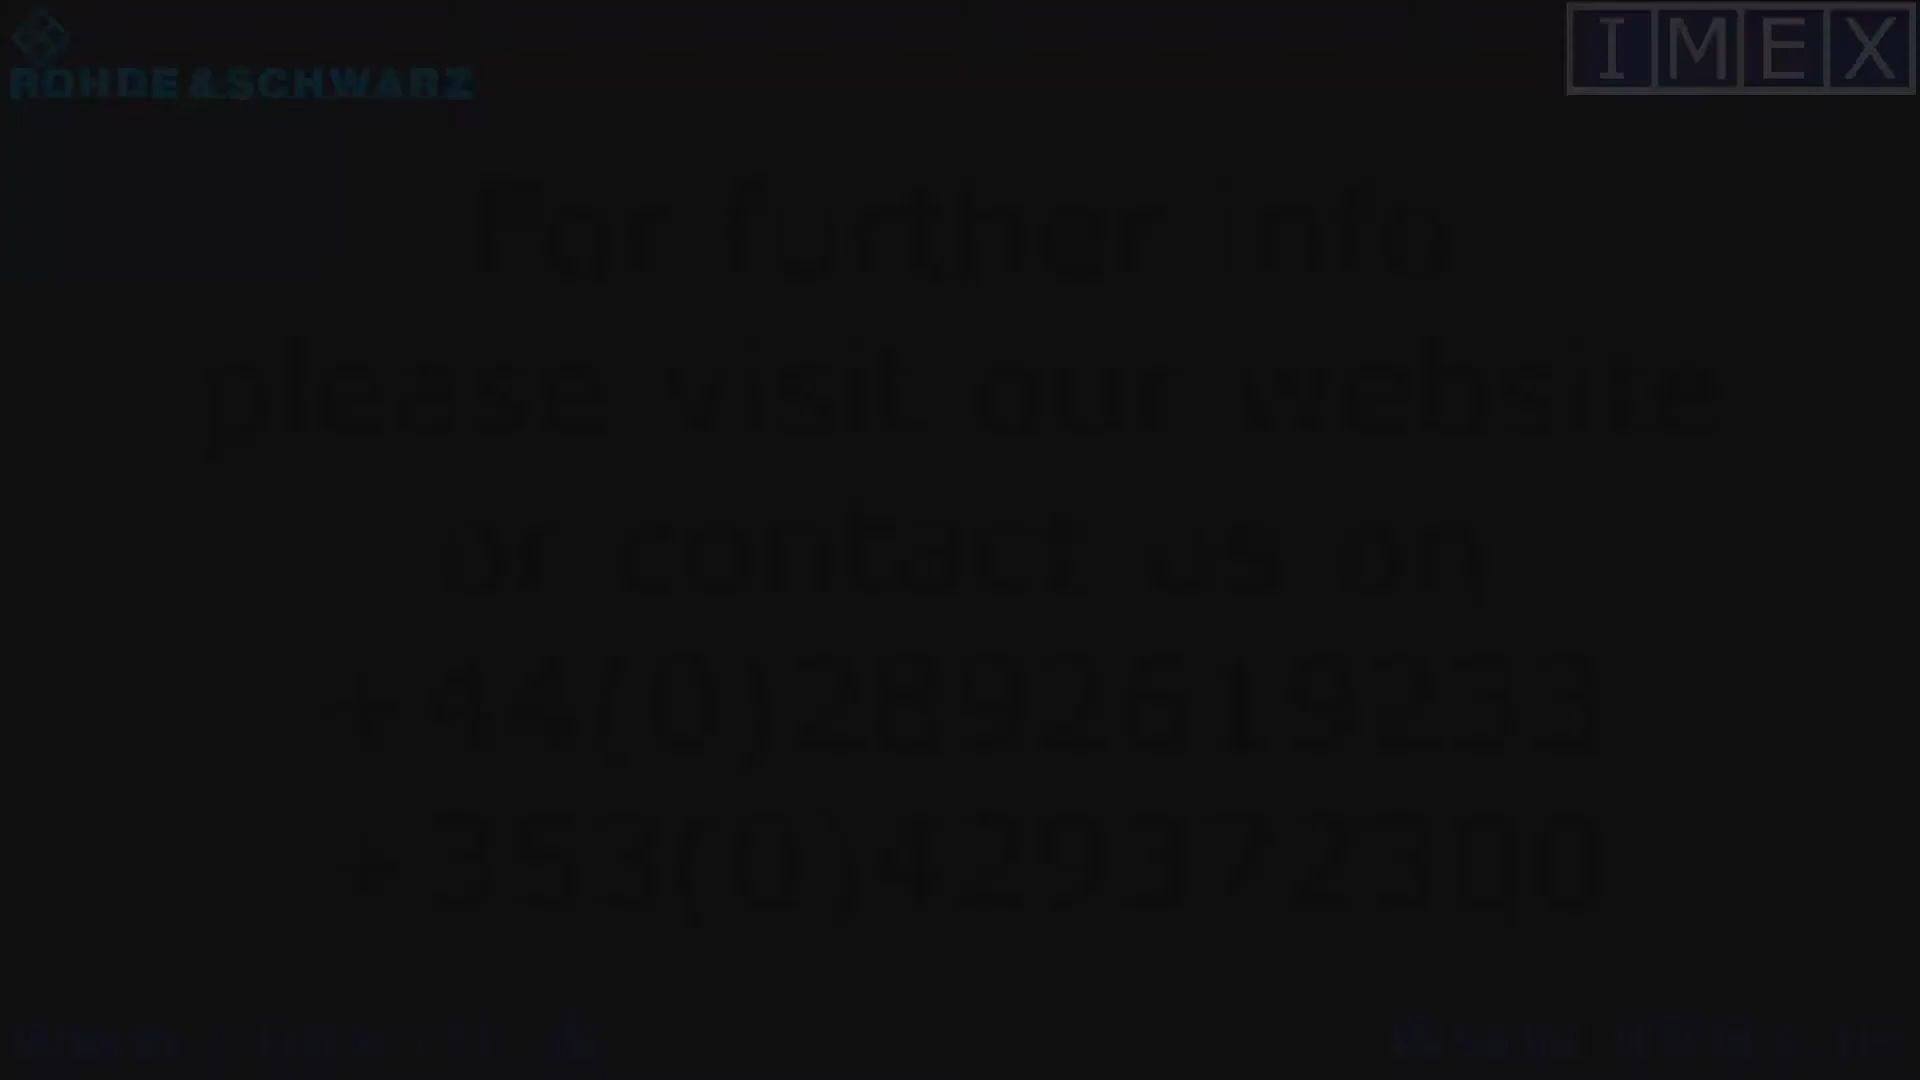 ROHDE & SCHWARZ
IMEX
For further info
please visit our website
or contact us on
+44(0)2892619233
+353(0)429372300